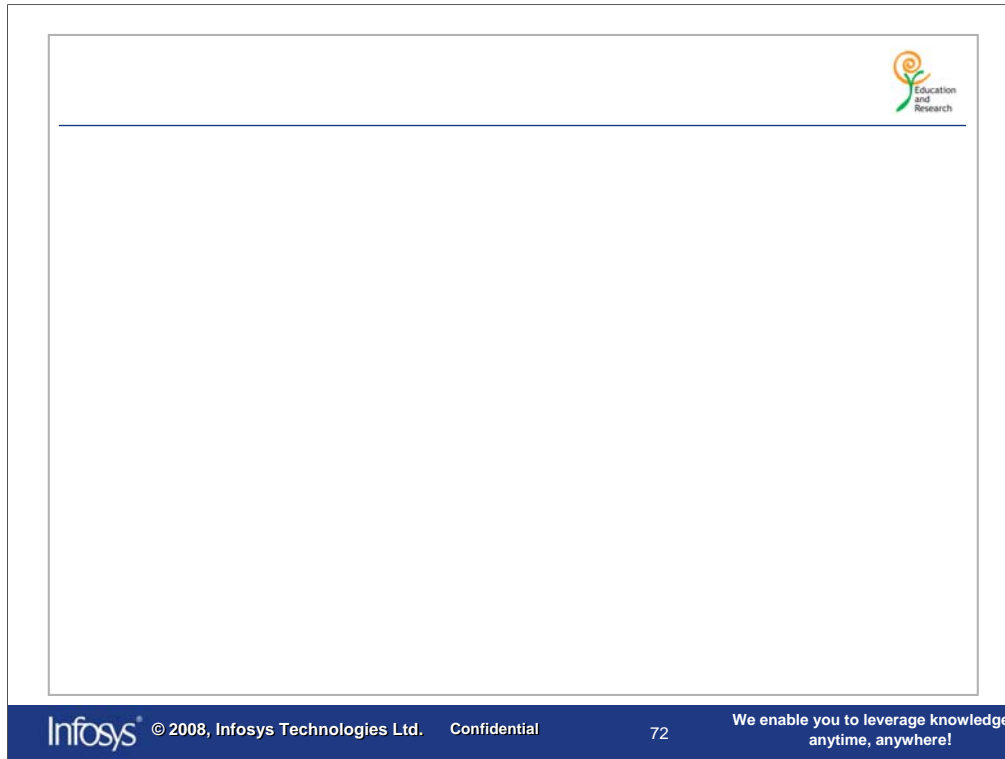 Education
and
Research
Infosys® © 2008, Infosys Technologies Ltd. Confidential 72 We enable you to leverage knowledge
anytime, anywhere!